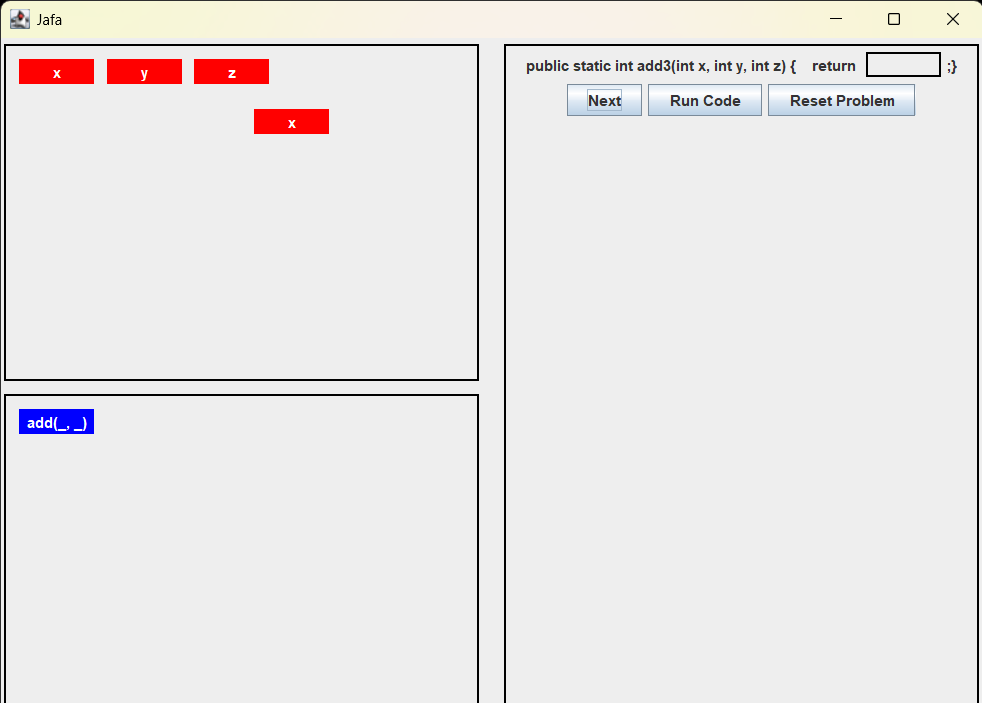 Jafa
x y z
x
add(_, _)
public static int add3(int x, int y, int z) { return ;}
Next Run Code Reset Problem